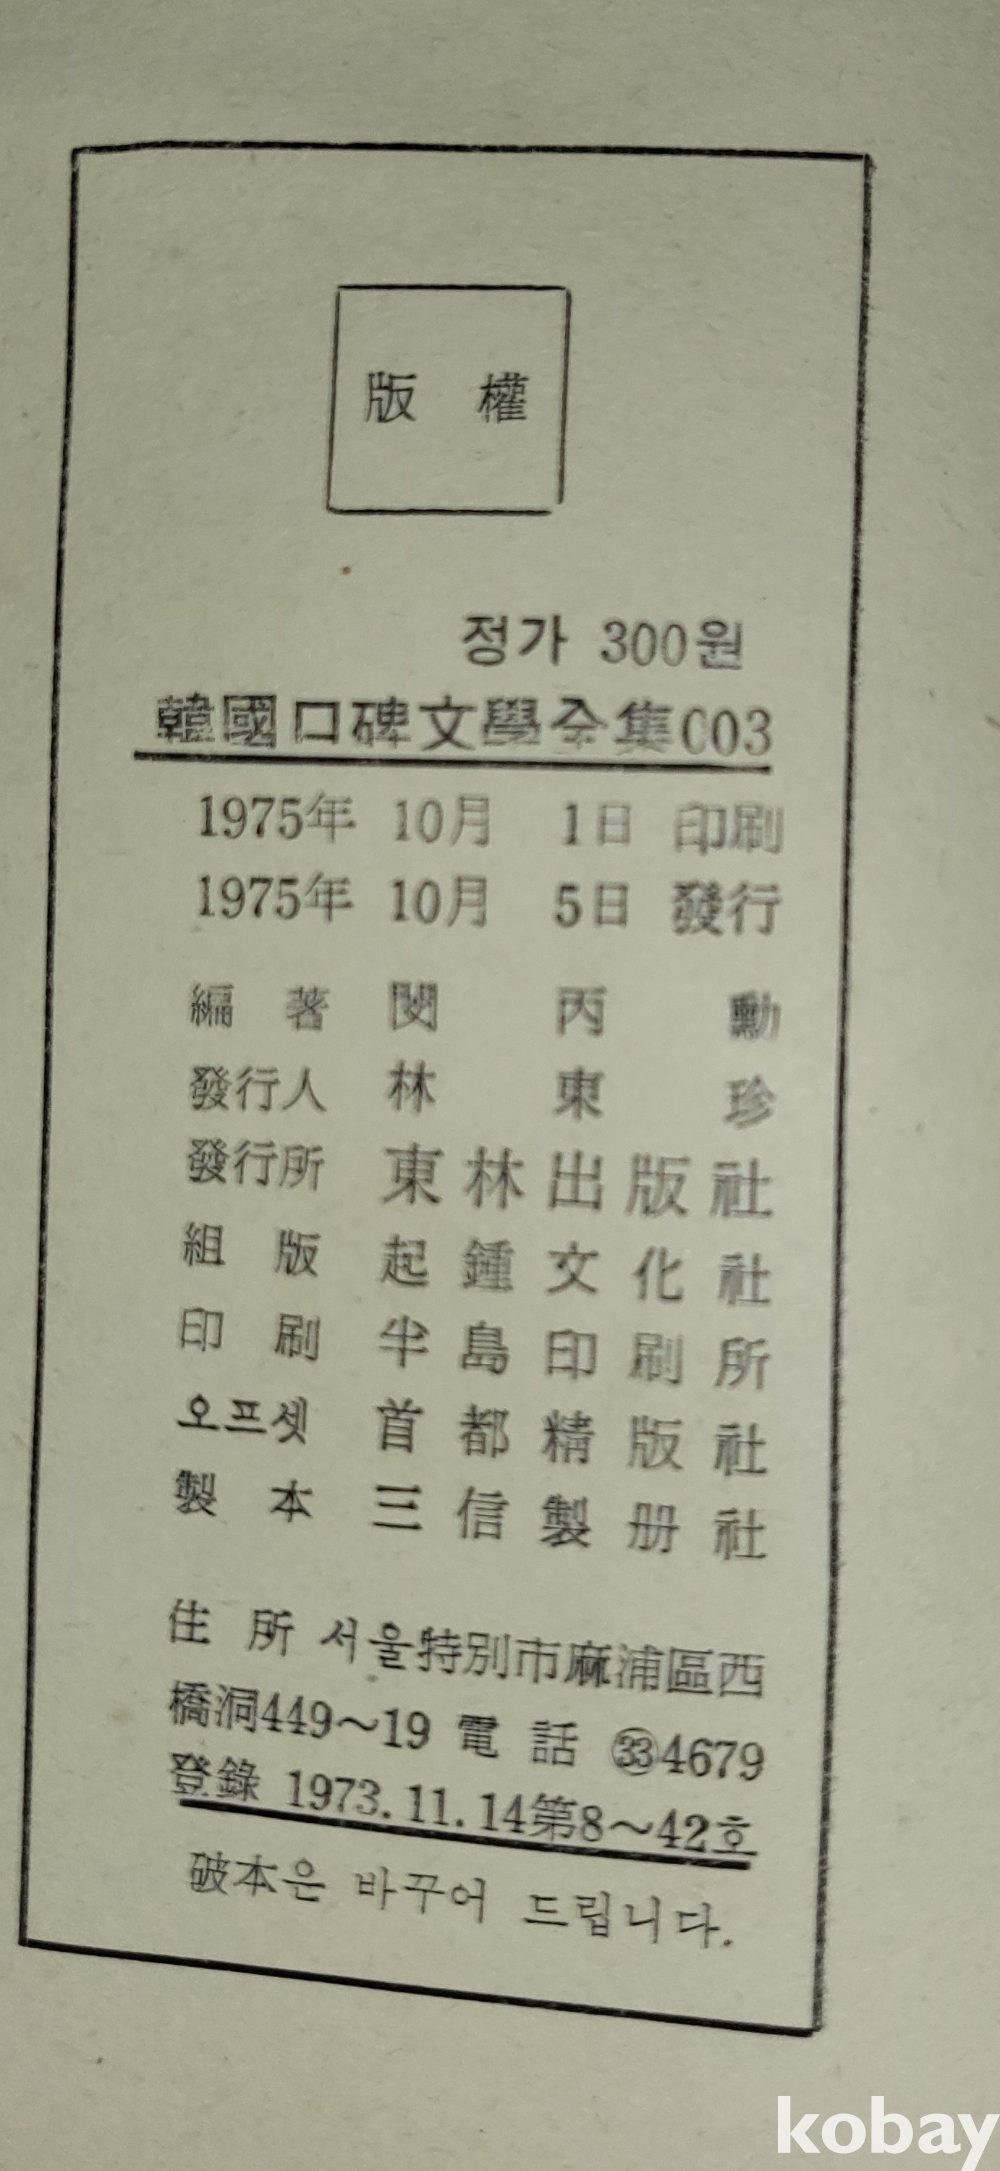 版 權
정가 300원
韓國口碑文學全集003
1975年 10月 1日 印刷
1975年 10月 5日 發行
編 著 閔 丙 勳
發行人 林 東 珍
發行所 東林出版社
組 版 起鍾文化社
印 刷 半島印刷所
오프셋 首都精版社
製 本 三信製册社
住 所 서울特別市麻浦區西
橋洞449～19 電 話 ㉝4679
登錄 1973.11.14第8～42호
破本은 바꾸어 드립니다.
kobay